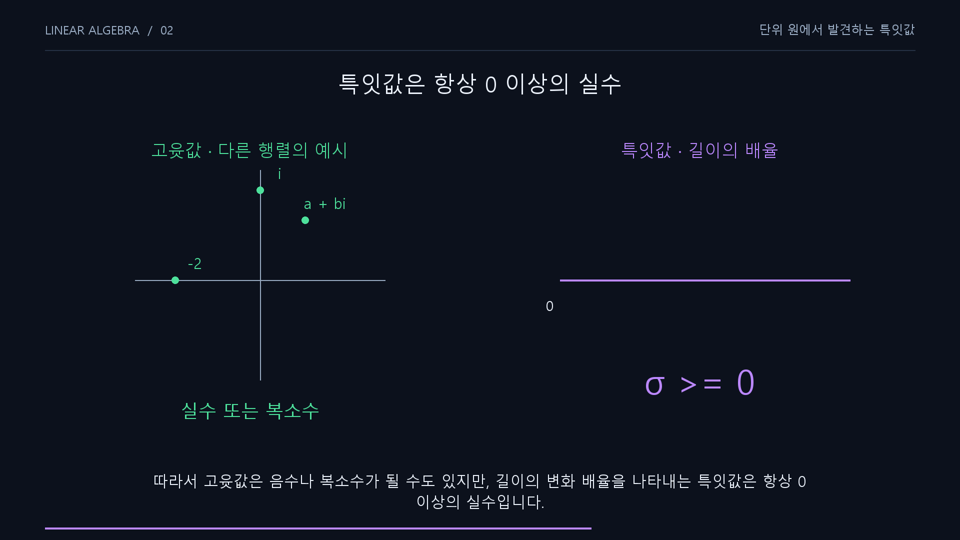 LINEAR ALGEBRA / 02
단위 원에서 발견하는 특잇값
특잇값은 항상 0 이상의 실수
고윳값 · 다른 행렬의 예시
특잇값 · 길이의 배율
i
a + bi
-2
0
σ >= 0
실수 또는 복소수
따라서 고윳값은 음수나 복소수가 될 수도 있지만, 길이의 변화 배율을 나타내는 특잇값은 항상 0
이상의 실수입니다.